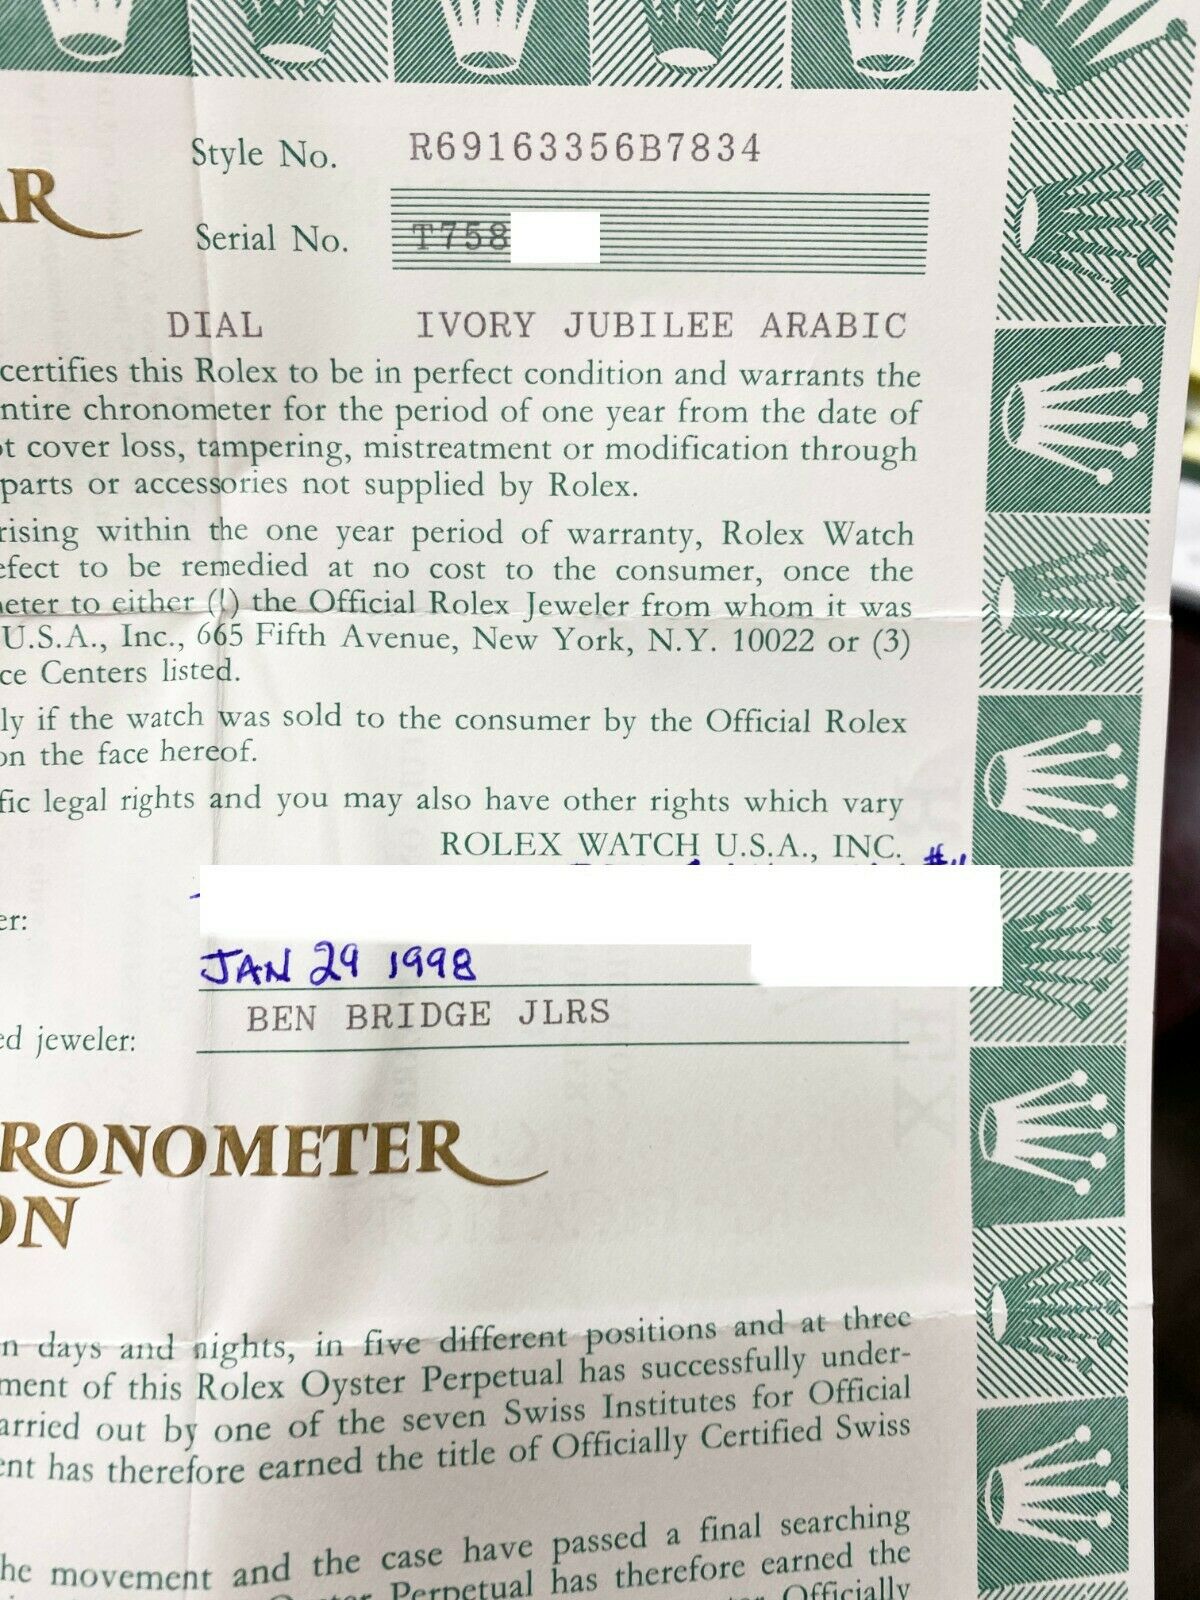 Style No. R69163356B7834
AR
Serial No. T758
DIAL IVORY JUBILEE ARABIC
certifies this Rolex to be in perfect condition and warrants the
ntire chronometer for the period of one year from the date of
ot cover loss, tampering, mistreatment or modification through
parts or accessories not supplied by Rolex.
rising within the one year period of warranty, Rolex Watch
efect to be remedied at no cost to the consumer, once the
neter to either (1) the Official Rolex Jeweler from whom it was
U.S.A., Inc., 665 Fifth Avenue, New York, N.Y. 10022 or (3)
ce Centers listed.
ly if the watch was sold to the consumer by the Official Rolex
on the face hereof.
fic legal rights and you may also have other rights which vary
ROLEX WATCH U.S.A., INC.
er:
JAN 29 1998
BEN BRIDGE JLRS
ed jeweler:
RONOMETER
ON
n days and nights, in five different positions and at three
ment of this Rolex Oyster Perpetual has successfully under-
arried out by one of the seven Swiss Institutes for Official
ent has therefore earned the title of Officially Certified Swiss
he movement and the case have passed a final searching
Oyster Perpetual has therefore earned the
Officially